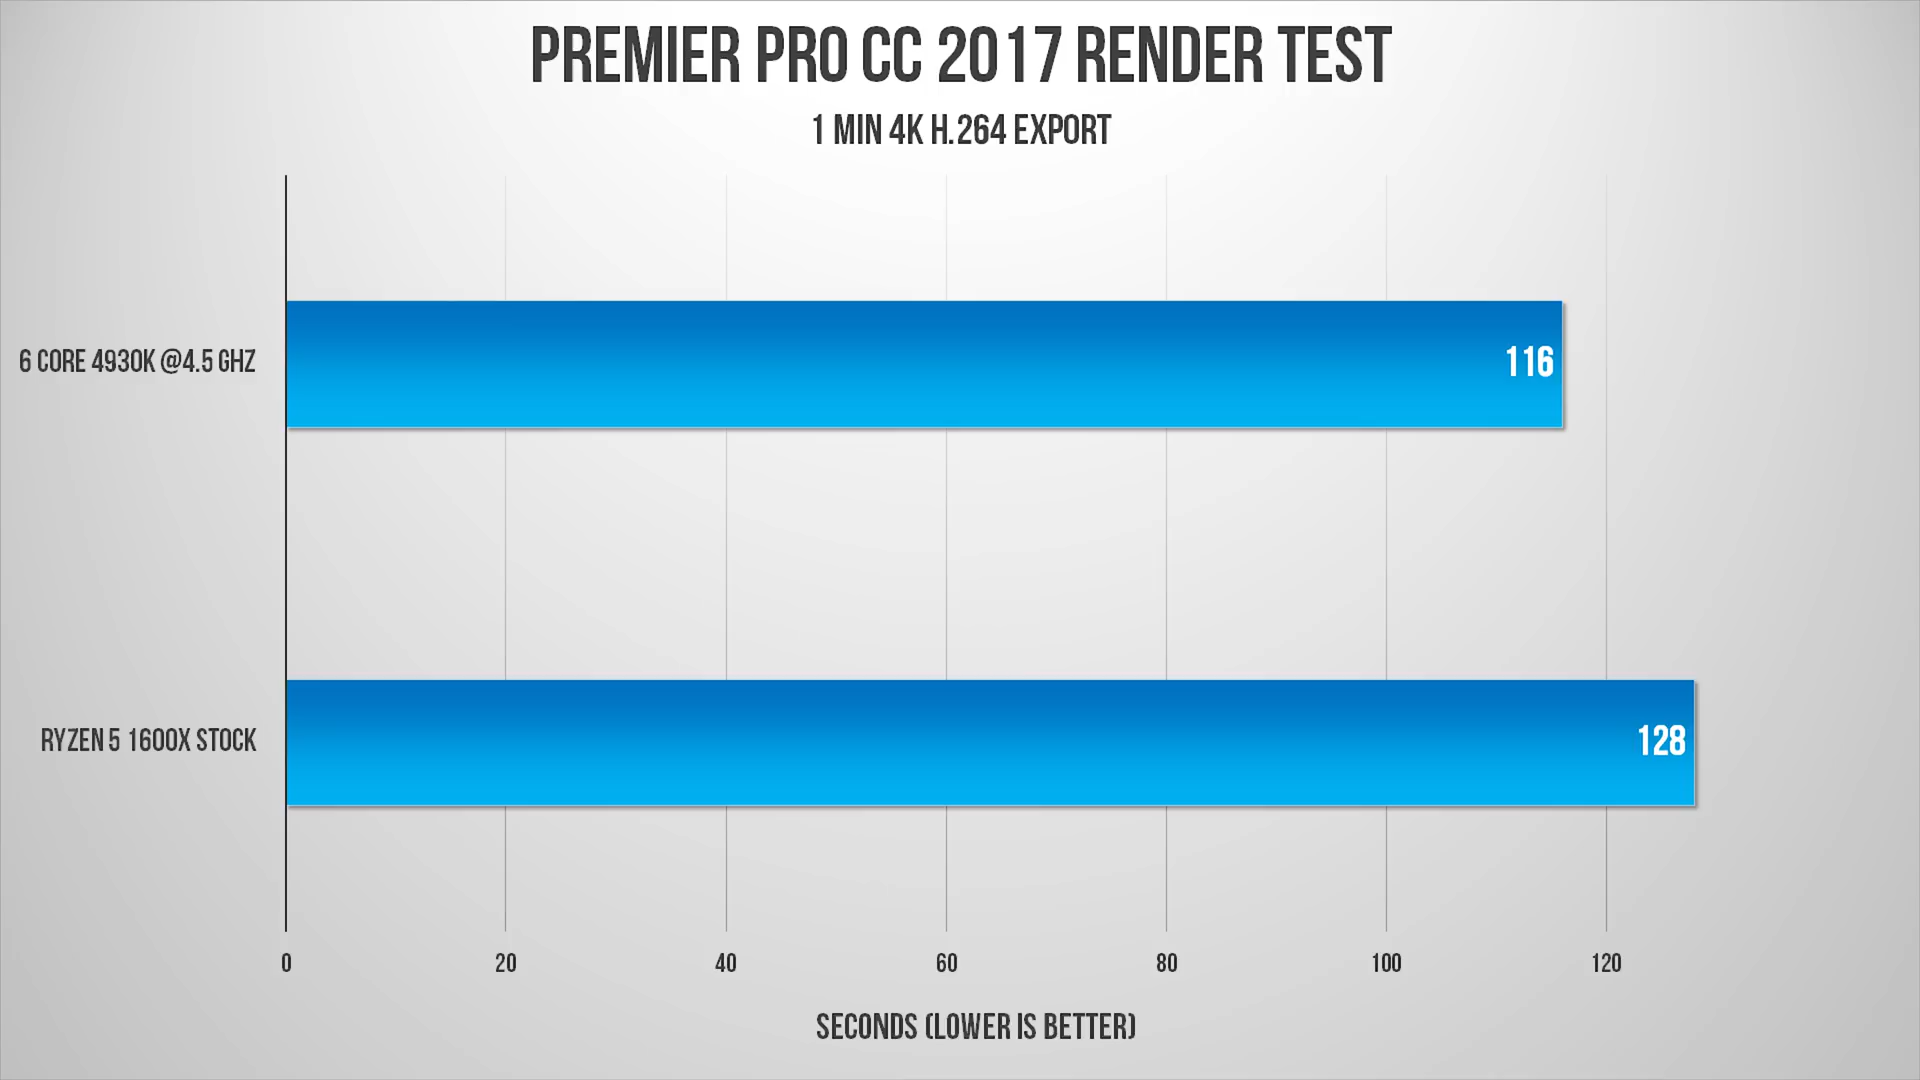 PREMIER PRO CC 2017 RENDER TEST
1 MIN 4K H.264 EXPORT
6 CORE 4930K @4.5 GHZ
116
RYZEN 5 1600X STOCK
128
0 20 40 60 80 100 120
SECONDS (LOWER IS BETTER)